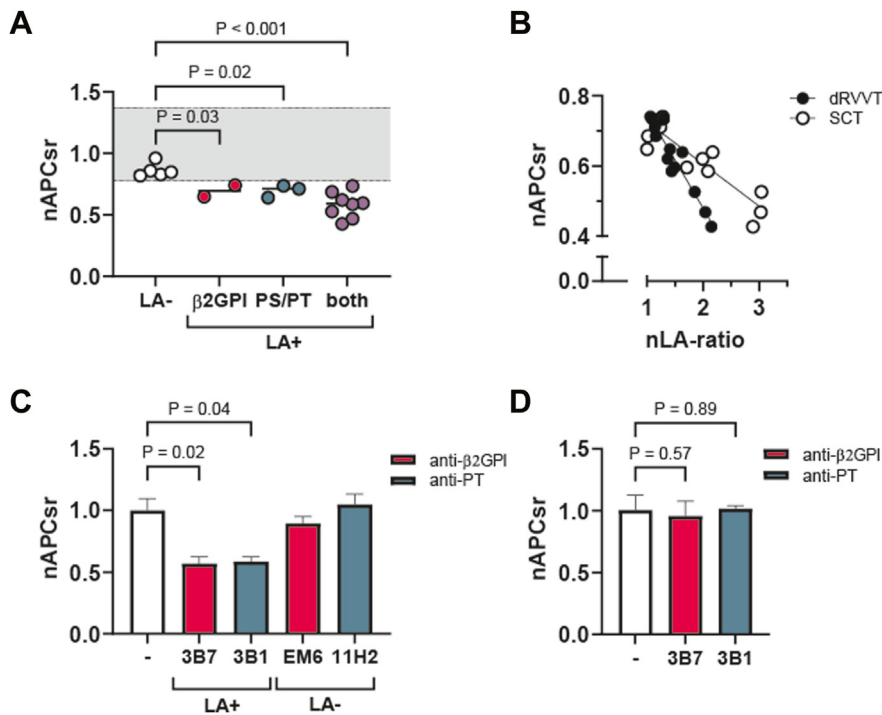 A
P < 0.001
P = 0.02
P = 0.03
nAPCsr
1.5
1.0
0.5
0.0
LA-
β2GPI
PS/PT
both
LA+
B
dRVVT
SCT
nAPCsr
0.8
0.6
0.4
0.0
1
2
3
nLA-ratio
C
P = 0.04
P = 0.02
anti-β2GPI
anti-PT
nAPCsr
1.5
1.0
0.5
0.0
-
3B7
3B1
EM6
11H2
LA+
LA-
D
P = 0.89
P = 0.57
anti-β2GPI
anti-PT
nAPCsr
1.5
1.0
0.5
0.0
-
3B7
3B1